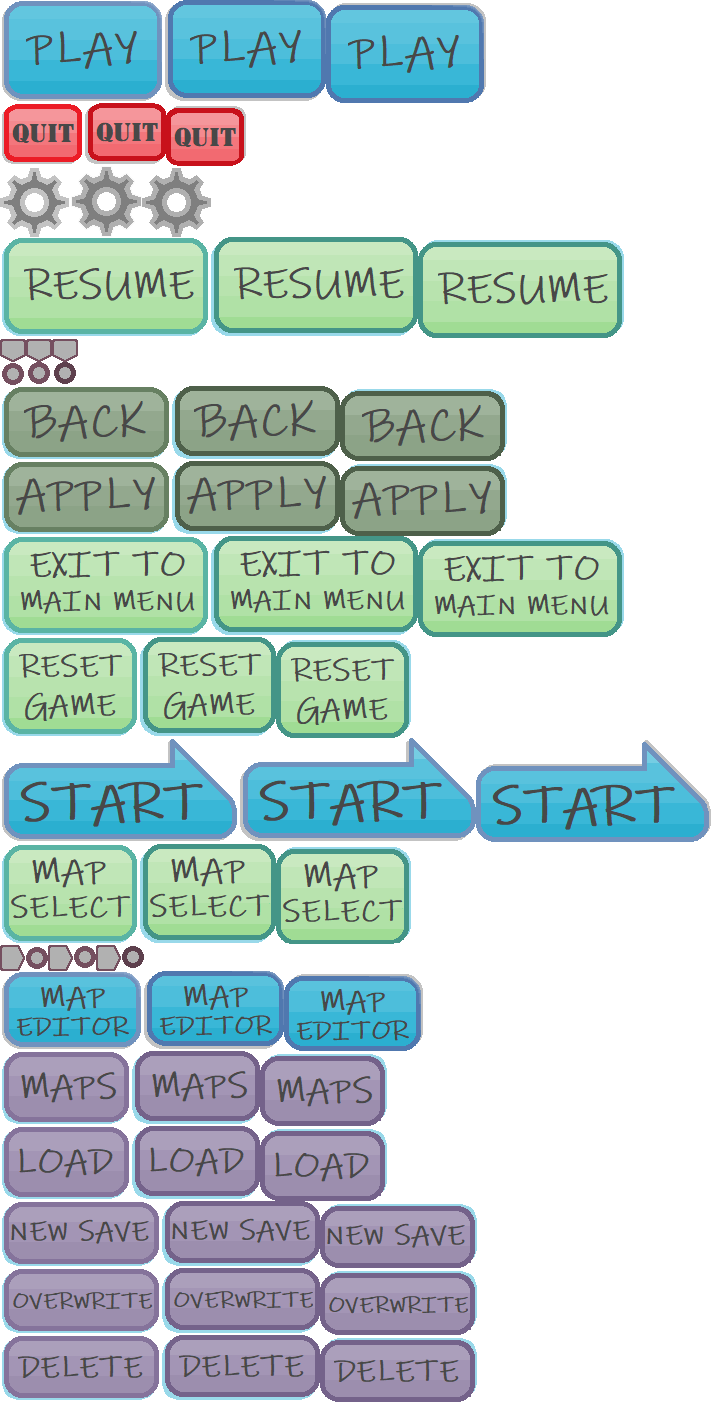 PLAY PLAY PLAY
QUIT QUIT QUIT
RESUME RESUME RESUME
BACK BACK BACK
APPLY APPLY APPLY
EXIT TO EXIT TO EXIT TO
MAIN MENU MAIN MENU MAIN MENU
RESET RESET RESET
GAME GAME GAME
START START START
MAP MAP MAP
SELECT SELECT SELECT
MAP MAP MAP
EDITOR EDITOR EDITOR
MAPS MAPS MAPS
LOAD LOAD LOAD
NEW SAVE NEW SAVE NEW SAVE
OVERWRITE OVERWRITE OVERWRITE
DELETE DELETE DELETE